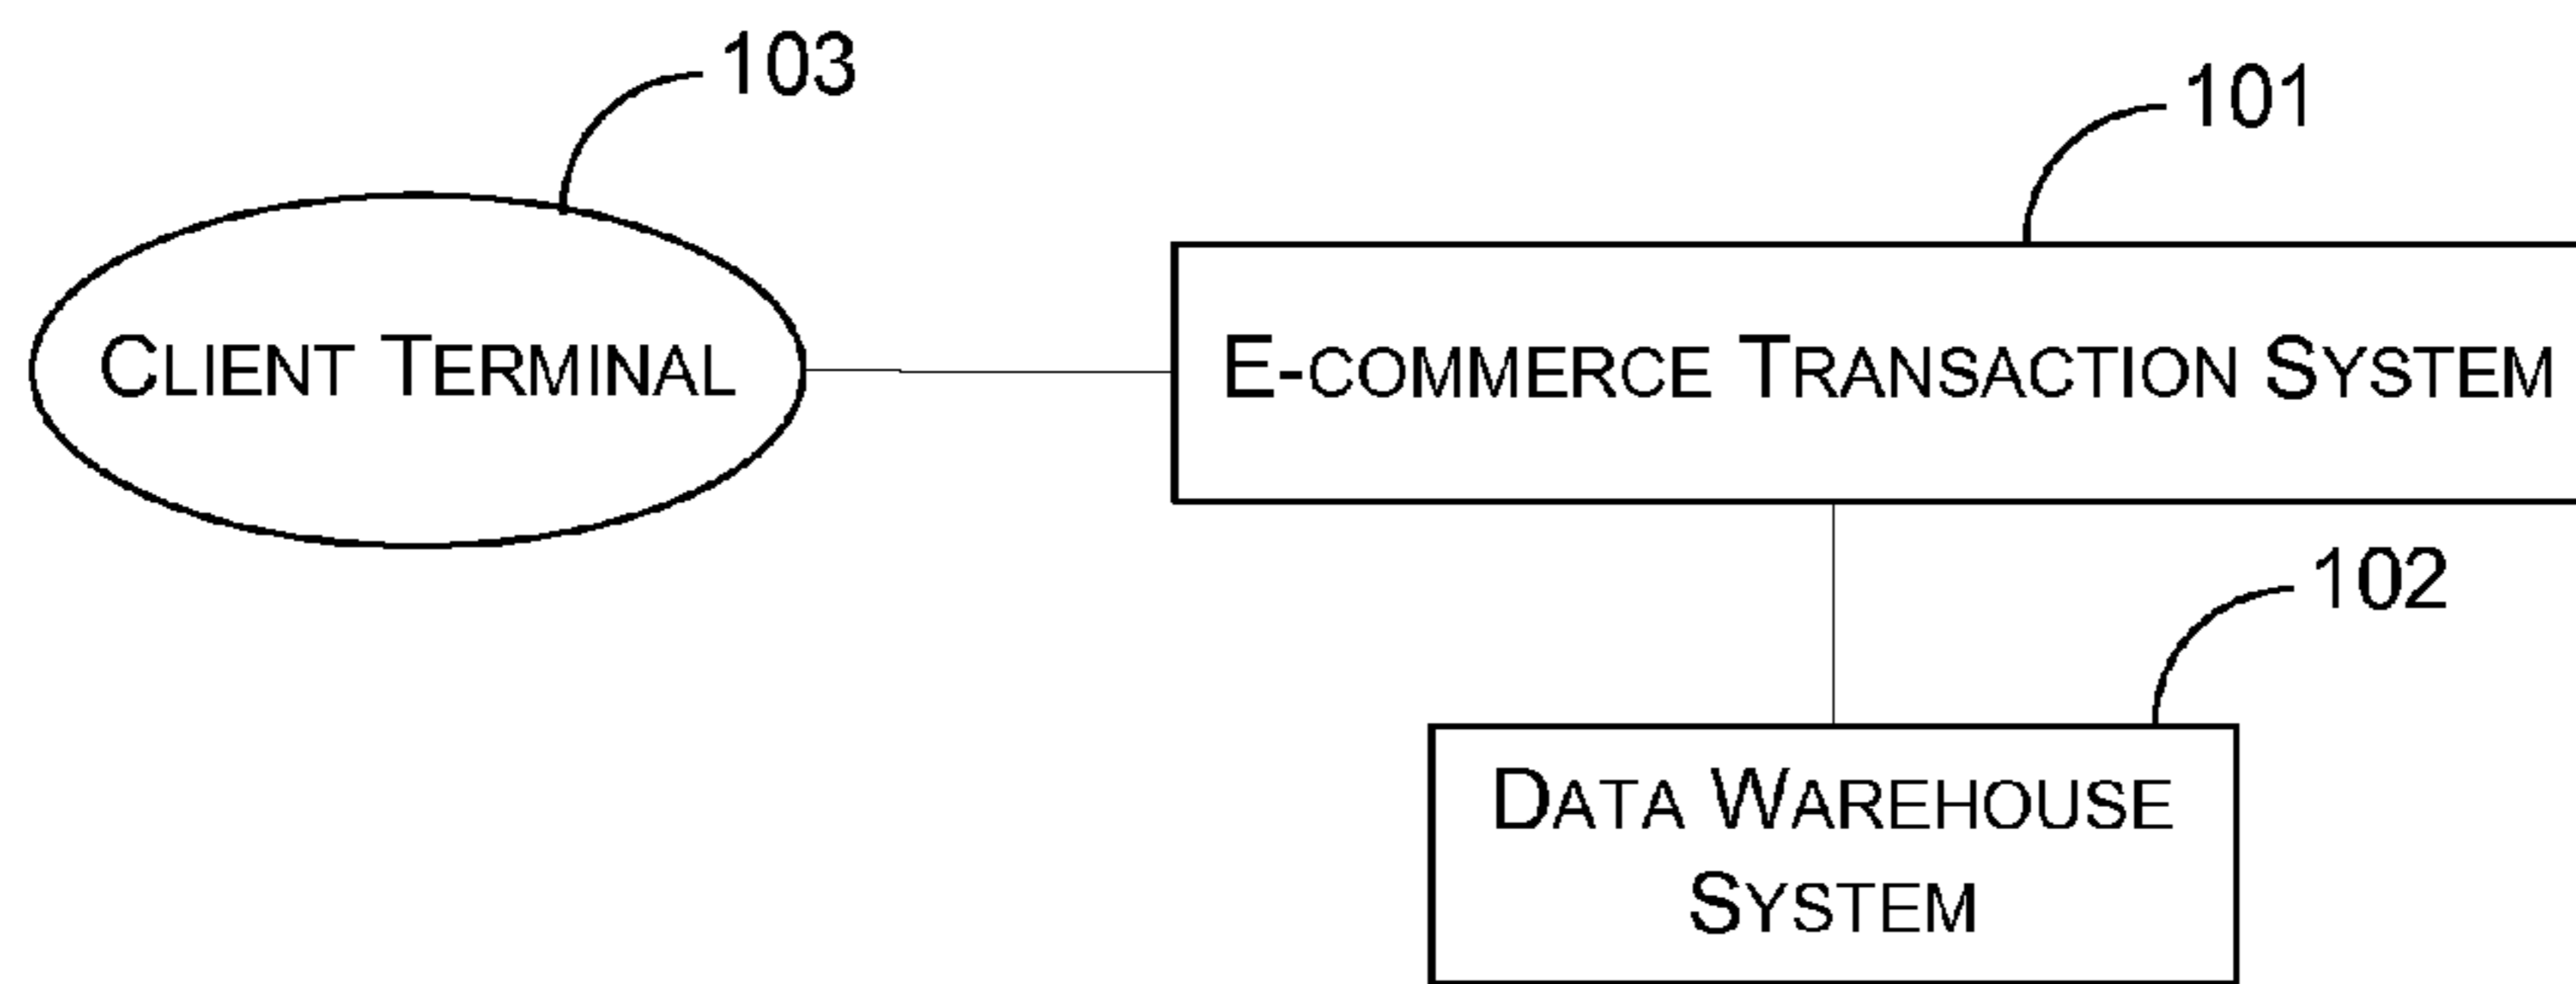 103
101
CLIENT TERMINAL
E-COMMERCE TRANSACTION SYSTEM
102
DATA WAREHOUSE
SYSTEM